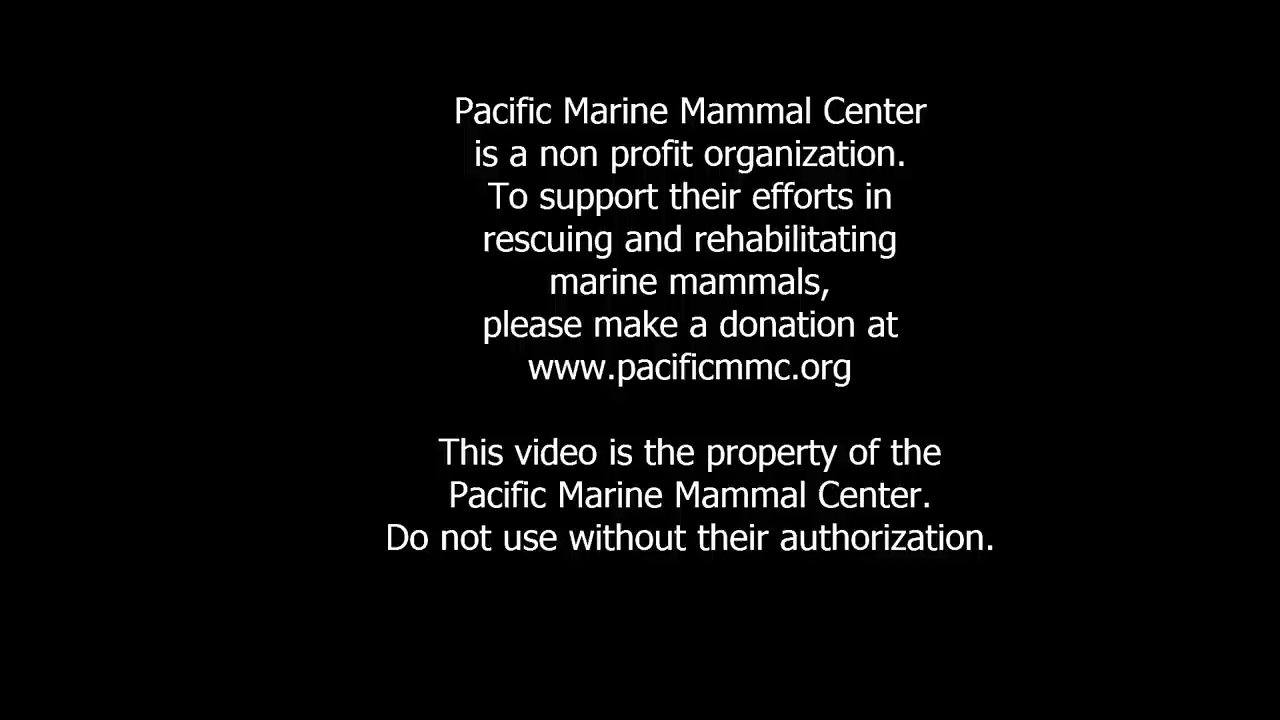 Pacific Marine Mammal Center
is a non profit organization.
To support their efforts in
rescuing and rehabilitating
marine mammals,
please make a donation at
www.pacificmmc.org
This video is the property of the
Pacific Marine Mammal Center.
Do not use without their authorization.